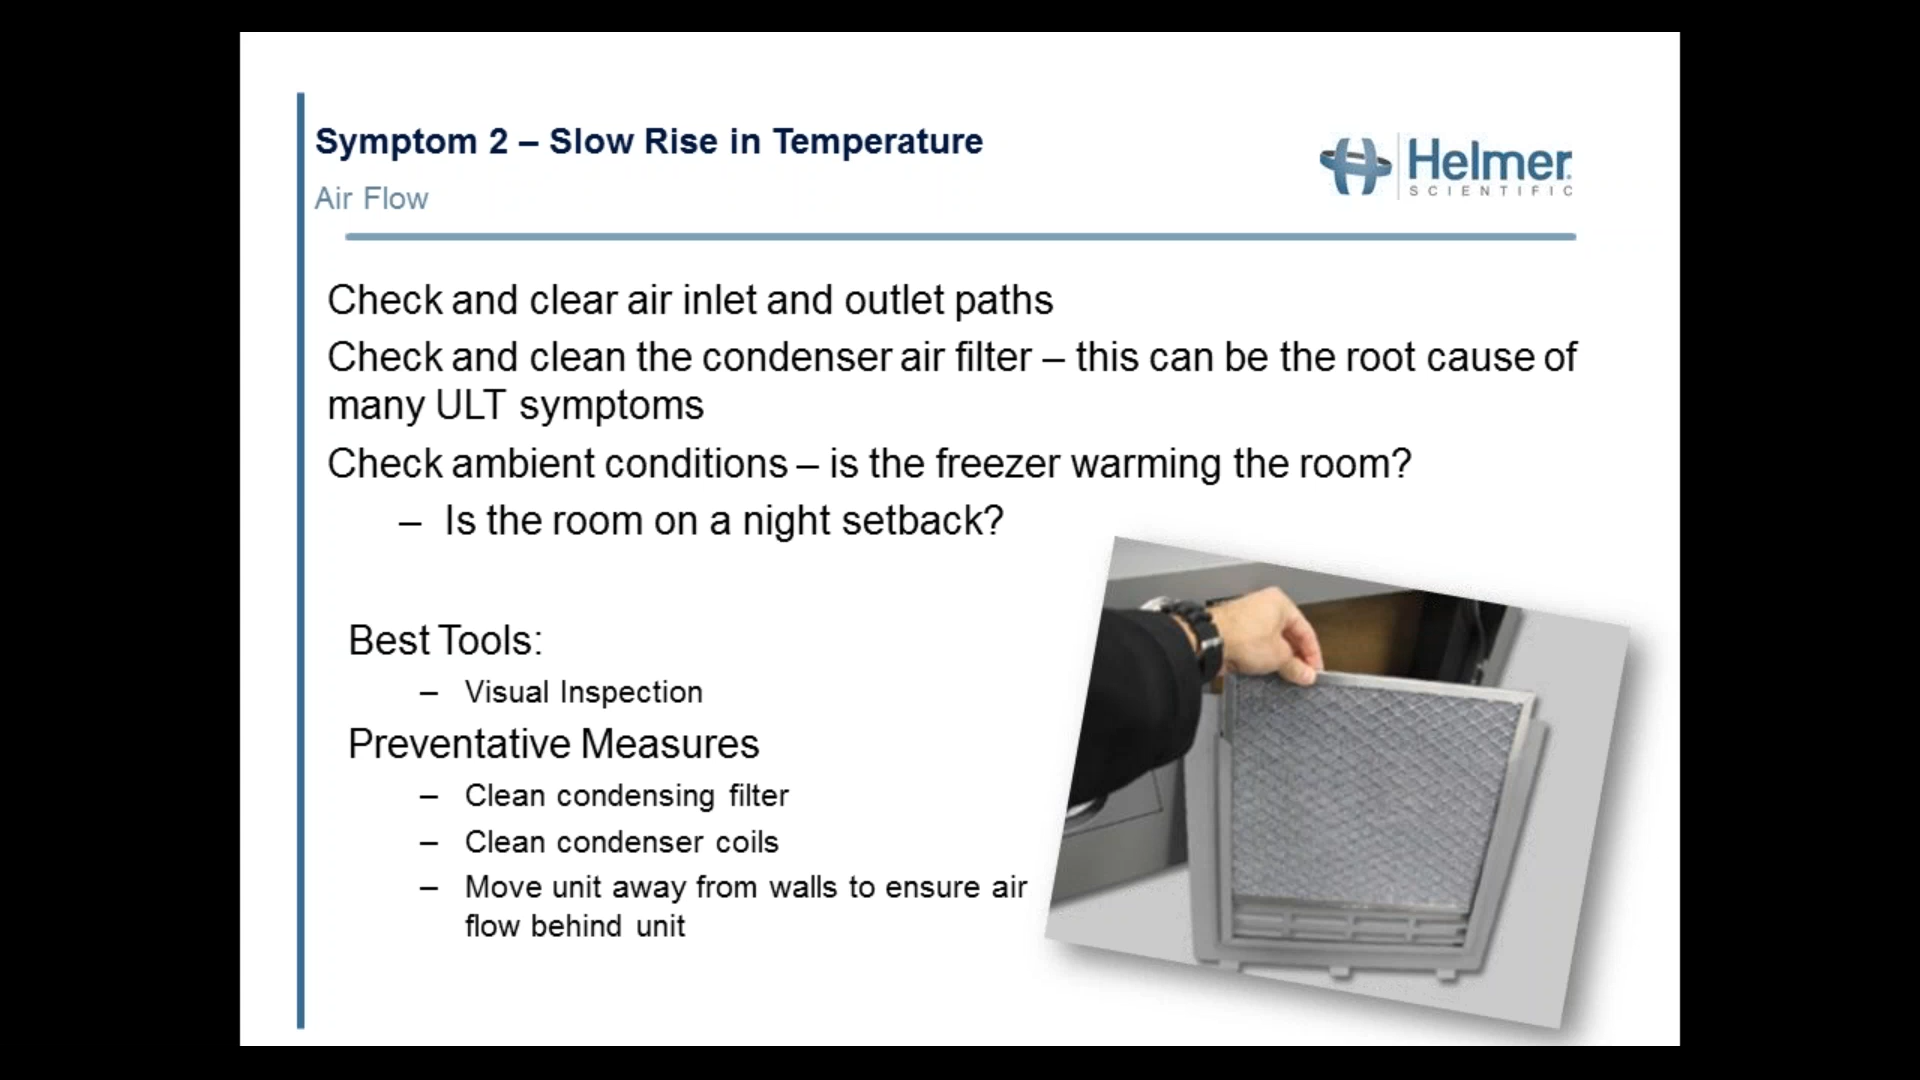 Symptom 2 – Slow Rise in Temperature
Air Flow
Helmer
SCIENTIFIC
Check and clear air inlet and outlet paths
Check and clean the condenser air filter – this can be the root cause of
many ULT symptoms
Check ambient conditions – is the freezer warming the room?
– Is the room on a night setback?
Best Tools:
– Visual Inspection
Preventative Measures
– Clean condensing filter
– Clean condenser coils
– Move unit away from walls to ensure air
flow behind unit